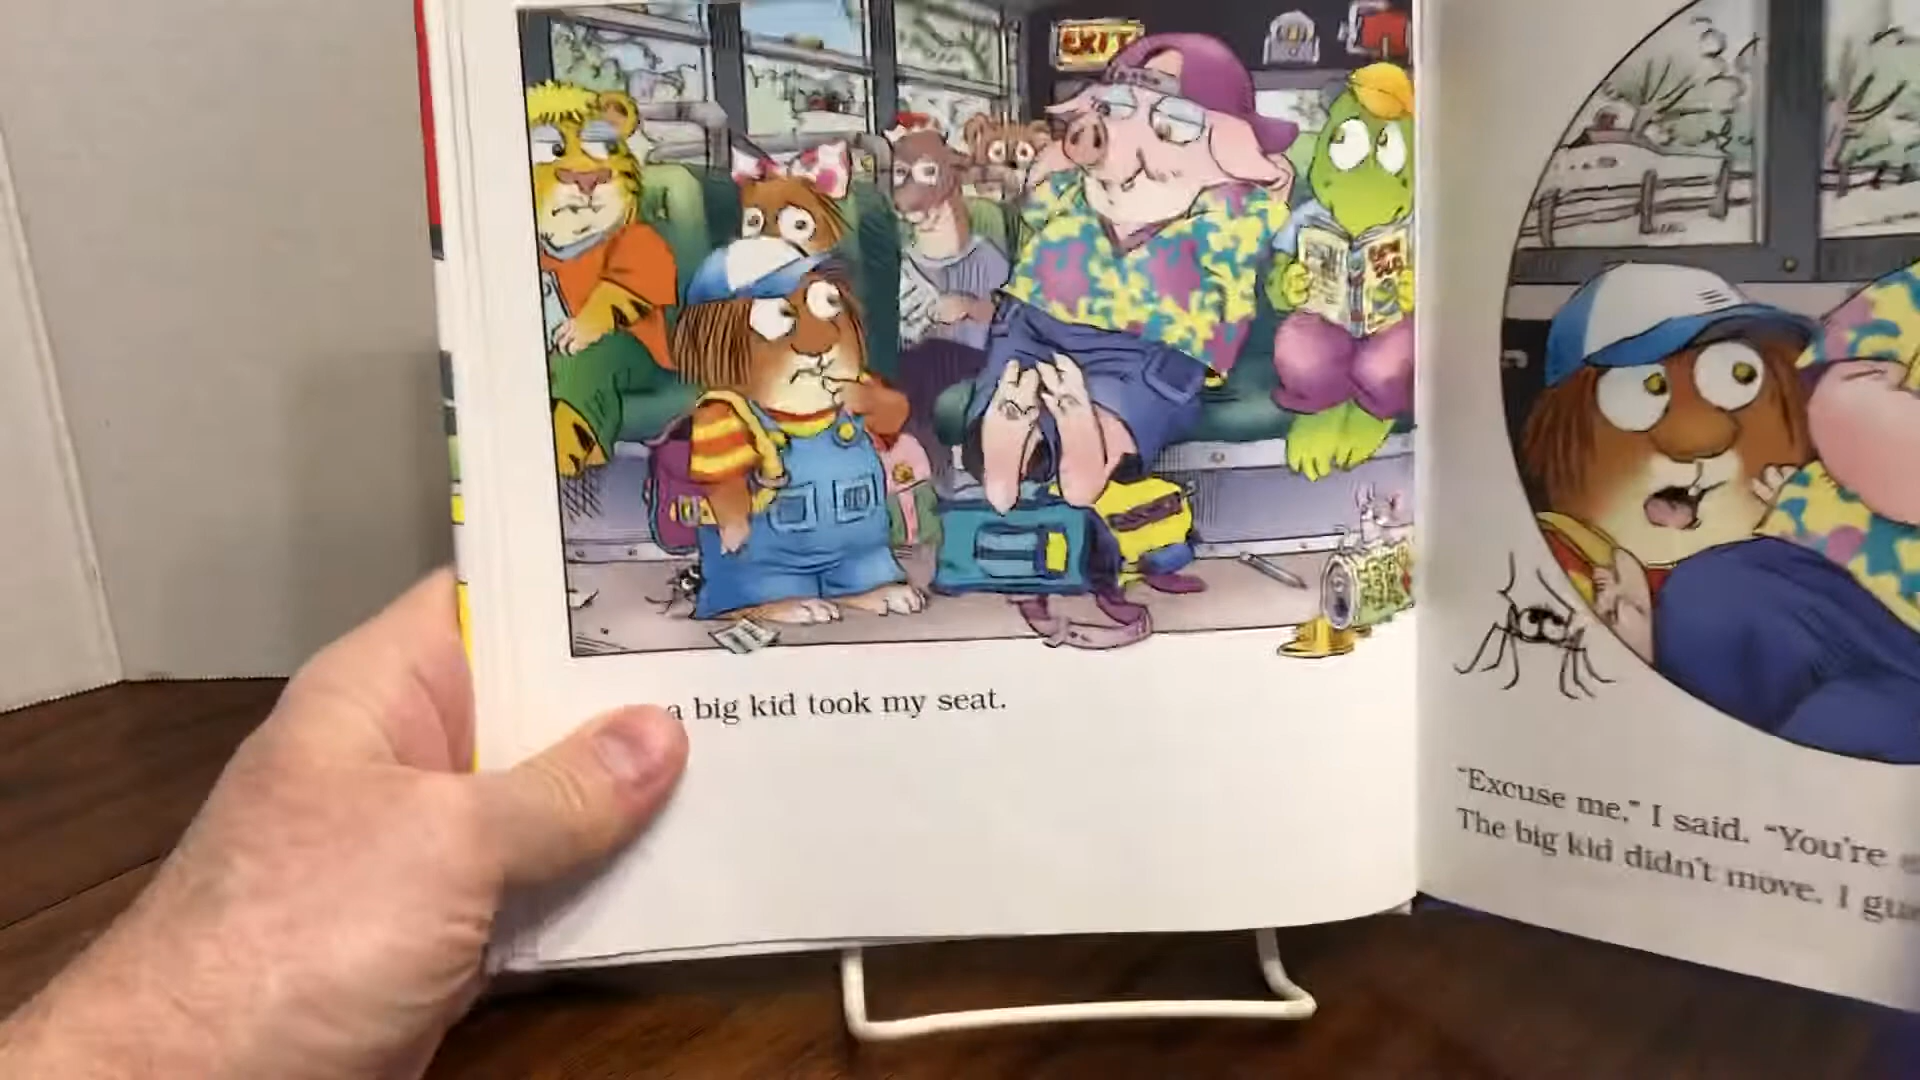 EXIT
a big kid took my seat.
"Excuse me," I said. "You're
The big kid didn't move. I